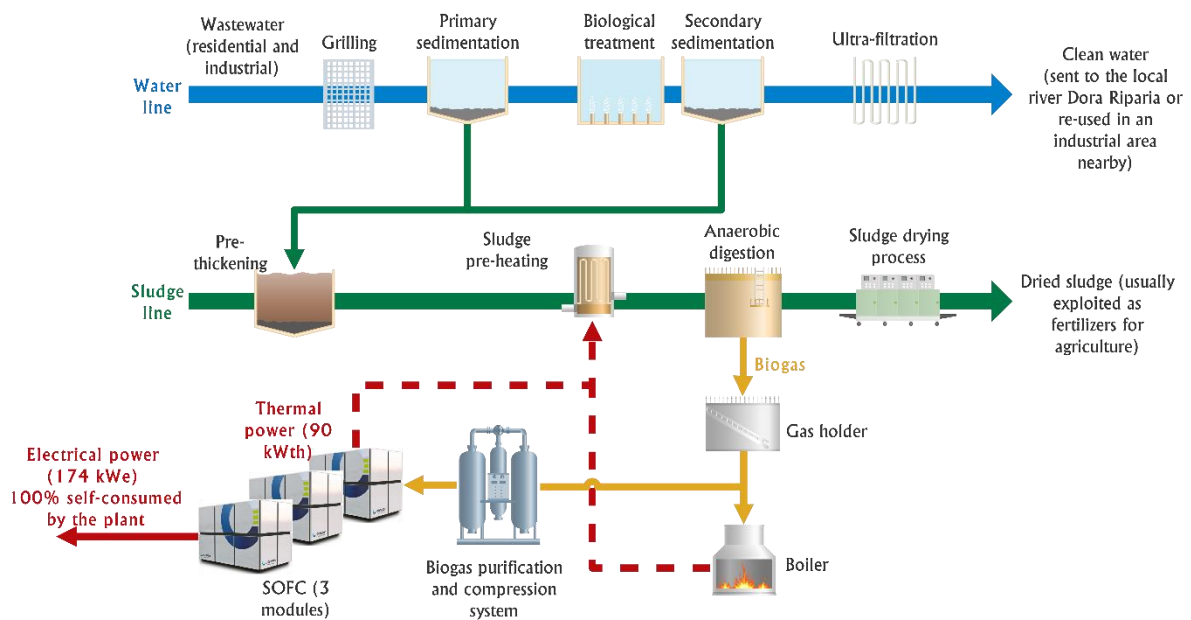 Wastewater
(residential and
industrial)
Grilling
Primary
sedimentation
Biological
treatment
Secondary
sedimentation
Ultra-filtration
Clean water
(sent to the local
river Dora Riparia or
re-used in an
industrial area
nearby)
Water
line
Pre-
thickening
Sludge
pre-heating
Anaerobic
digestion
Sludge drying
process
Sludge
line
Dried sludge (usually
exploited as
fertilizers for
agriculture)
Biogas
Gas holder
Thermal
power (90
kWth)
Electrical power
(174 kWe)
100% self-consumed
by the plant
SOFC (3
modules)
Biogas purification
and compression
system
Boiler